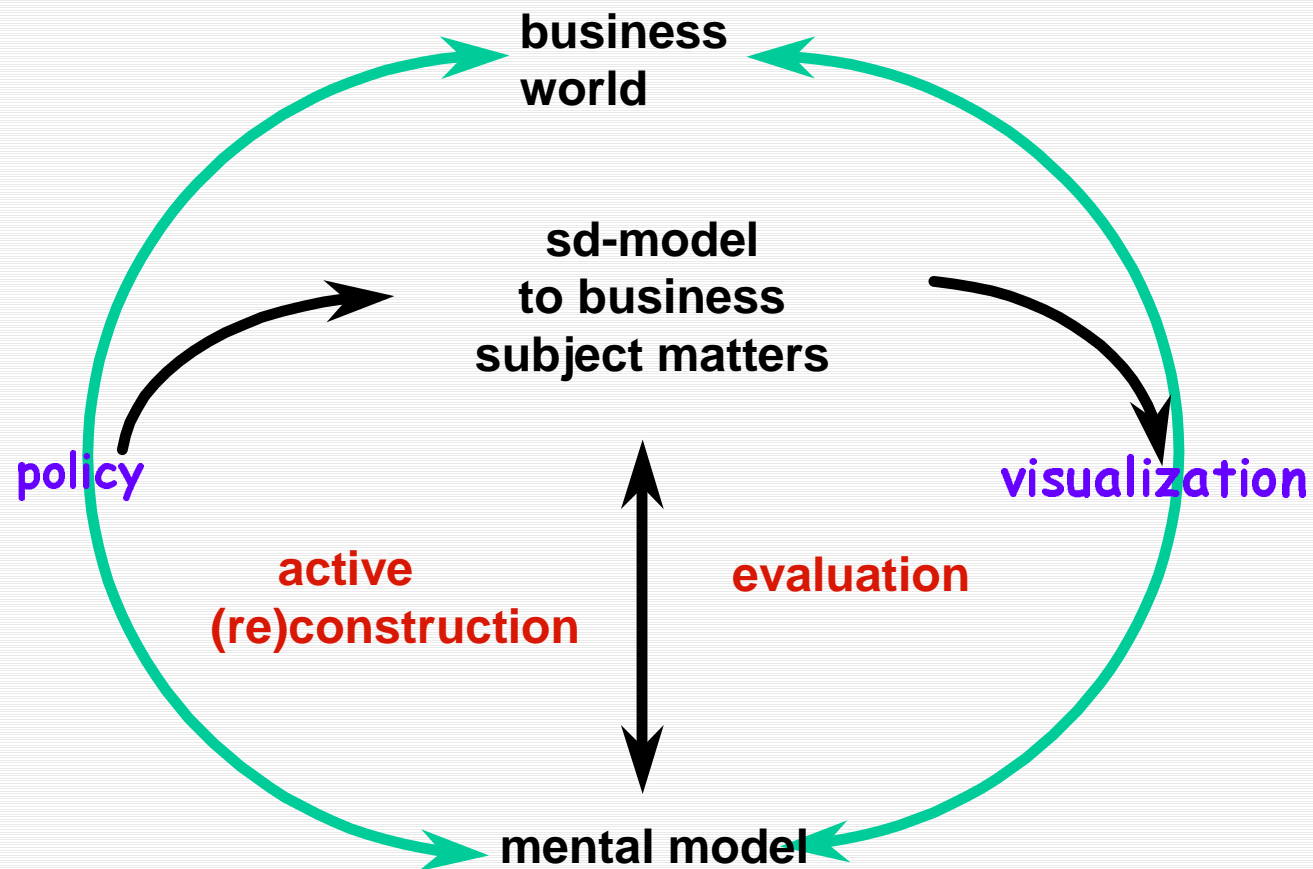 business
world
sd-model
to business
subject matters
policy
visualization
active
(re)construction
evaluation
mental model